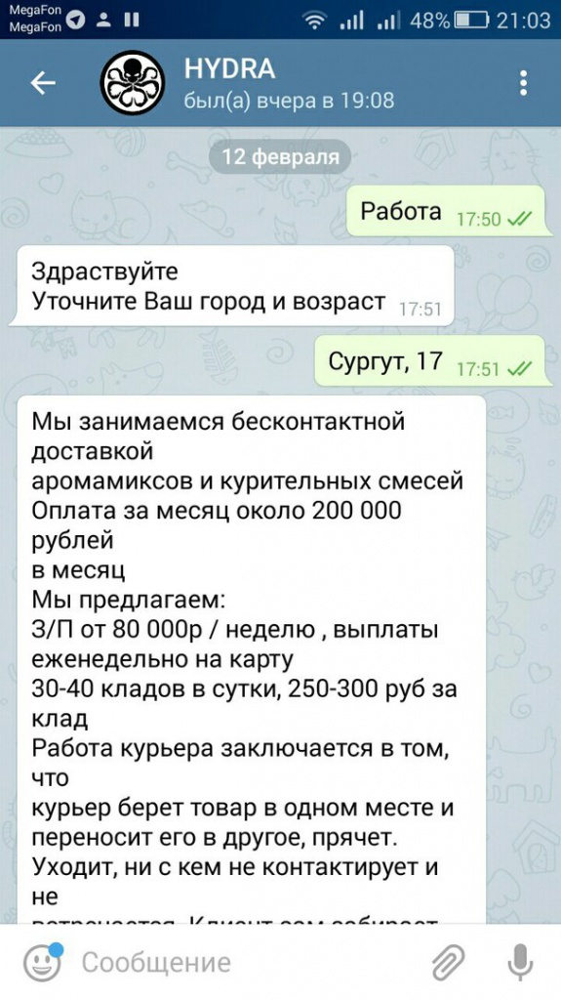 MegaFon
MegaFon
48%
21:03
HYDRA
был(а) вчера в 19:08
12 февраля
Работа 17:50
Здраствуйте
Уточните Ваш город и возраст 17:51
Сургут, 17 17:51
Мы занимаемся бесконтактной
доставкой
аромамиксов и курительных смесей
Оплата за месяц около 200 000
рублей
в месяц
Мы предлагаем:
З/П от 80 000р / неделю , выплаты
еженедельно на карту
30-40 кладов в сутки, 250-300 руб за
клад
Работа курьера заключается в том,
что
курьер берет товар в одном месте и
переносит его в другое, прячет.
Уходит, ни с кем не контактирует и
не
встречается. Клиент сам забирает
Сообщение